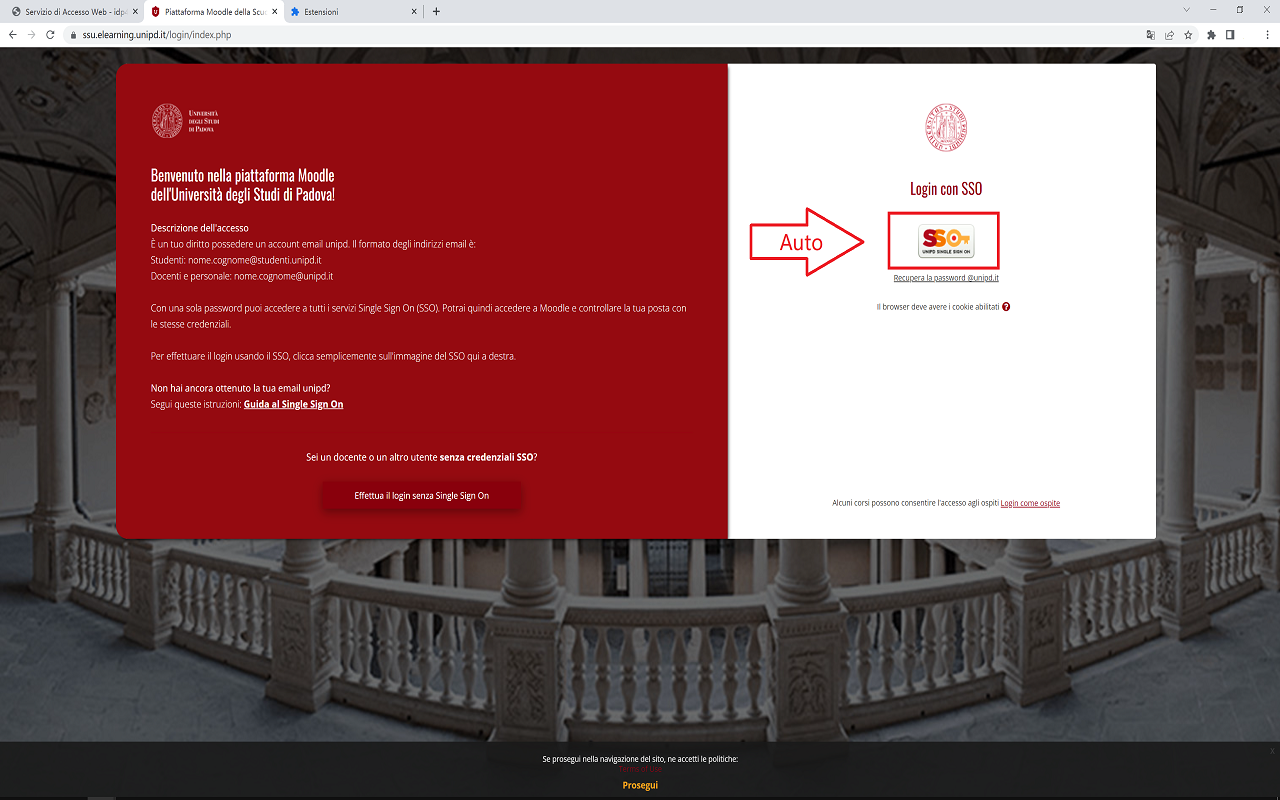 Servizio di Accesso Web - idp
Piattaforma Moodle della Stu
Estensioni
ssu.elearning.unipd.it/login/index.php
UNIVERSITÀ
DEGLI STUDI
DI PADOVA
Benvenuto nella piattaforma Moodle
dell'Università degli Studi di Padova!
Descrizione dell'accesso
È un tuo diritto possedere un account email unipd. Il formato degli indirizzi email è:
Studenti: nome.cognome@studenti.unipd.it
Docenti e personale: nome.cognome@unipd.it
Con una sola password puoi accedere a tutti i servizi Single Sign On (SSO). Potrai quindi accedere a Moodle e controllare la tua posta con
le stesse credenziali.
Per effettuare il login usando il SSO, clicca semplicemente sull'immagine del SSO qui a destra.
Non hai ancora ottenuto la tua email unipd?
Segui queste istruzioni: Guida al Single Sign On
Sei un docente o un altro utente senza credenziali SSO?
Effettua il login senza Single Sign On
Login con SSO
Auto
SSO
UNIPD SINGLE SIGN ON
Recupera la password @unipd.it
Il browser deve avere i cookie abilitati
Alcuni corsi possono consentire l'accesso agli ospiti Login come ospite
Se prosegui nella navigazione del sito, ne accetti le politiche:
Prosegui